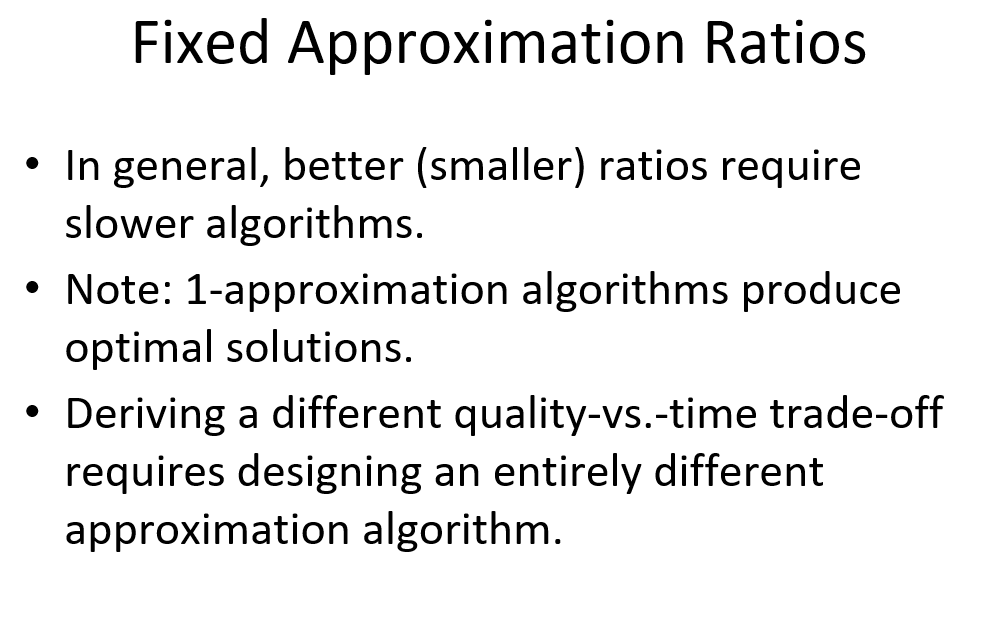 Fixed Approximation Ratios
• In general, better (smaller) ratios require
slower algorithms.
• Note: 1-approximation algorithms produce
optimal solutions.
• Deriving a different quality-vs.-time trade-off
requires designing an entirely different
approximation algorithm.